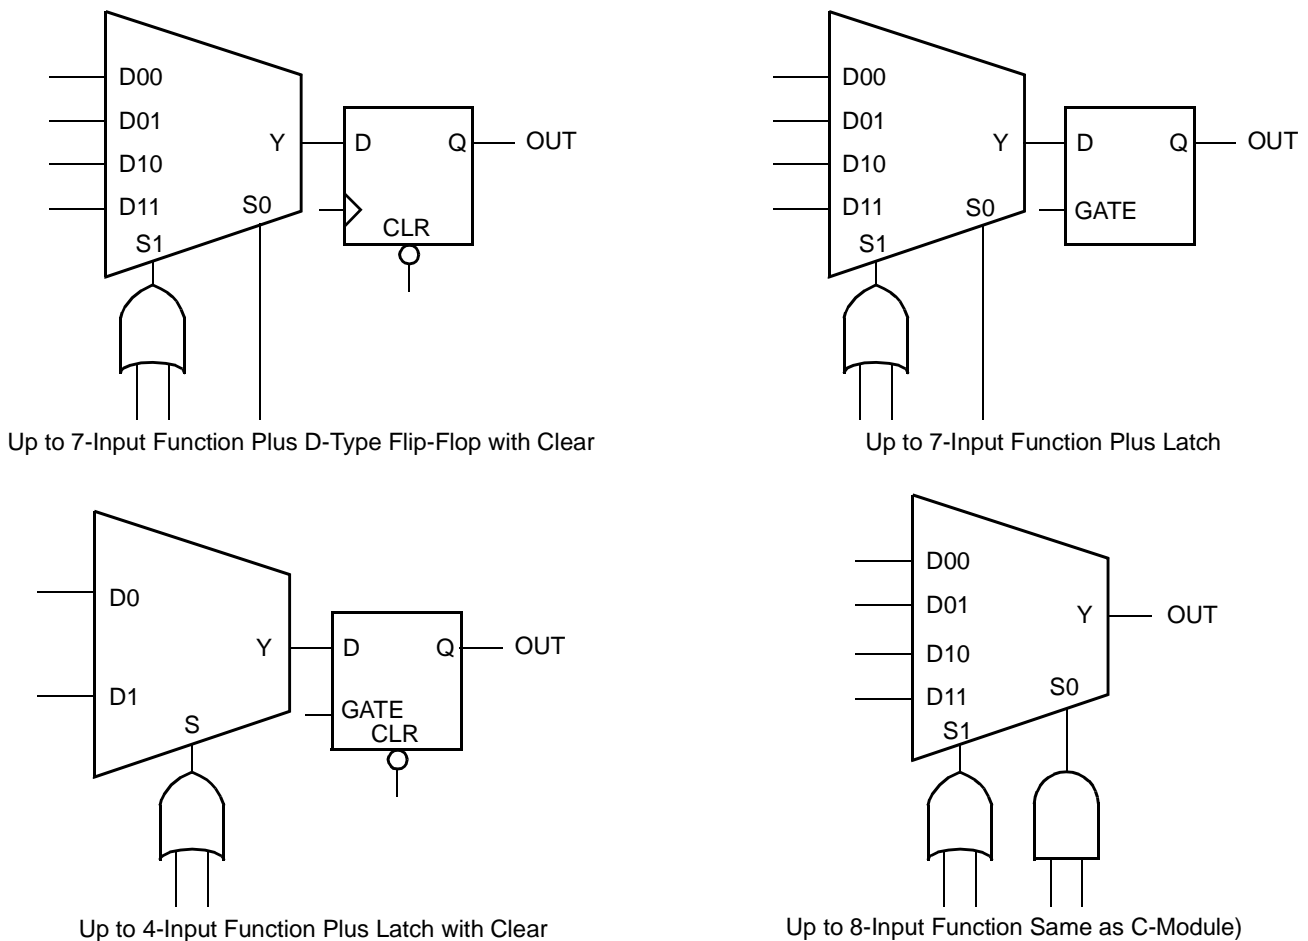 D00
D01
D10
D11
Y
S0
S1
D
Q
CLR
OUT
Up to 7-Input Function Plus D-Type Flip-Flop with Clear
D00
D01
D10
D11
Y
S0
S1
D
Q
GATE
OUT
Up to 7-Input Function Plus Latch
D0
D1
Y
S
D
Q
GATE
CLR
OUT
Up to 4-Input Function Plus Latch with Clear
D00
D01
D10
D11
Y
S0
S1
OUT
Up to 8-Input Function Same as C-Module)